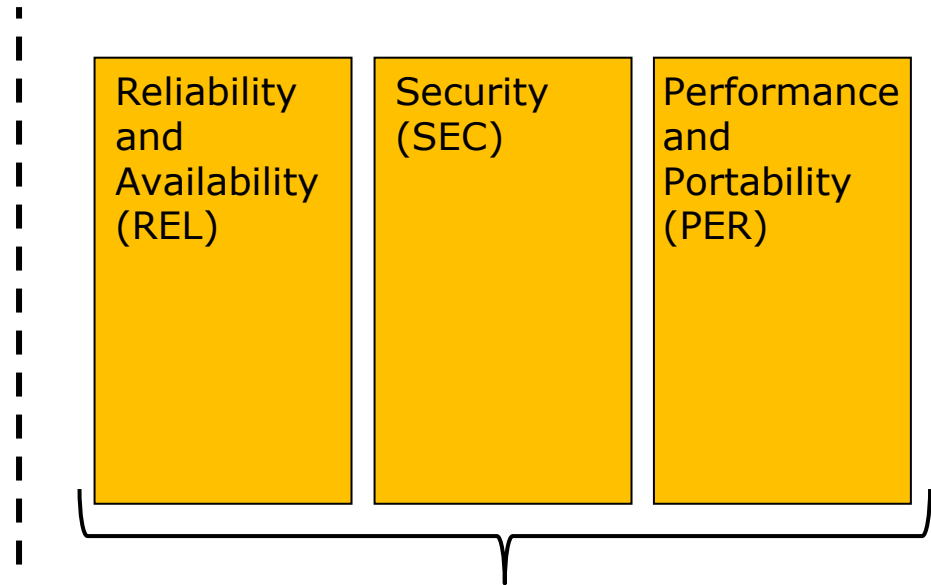 Reliability
and
Availability
(REL)
Security
(SEC)
Performance
and
Portability
(PER)